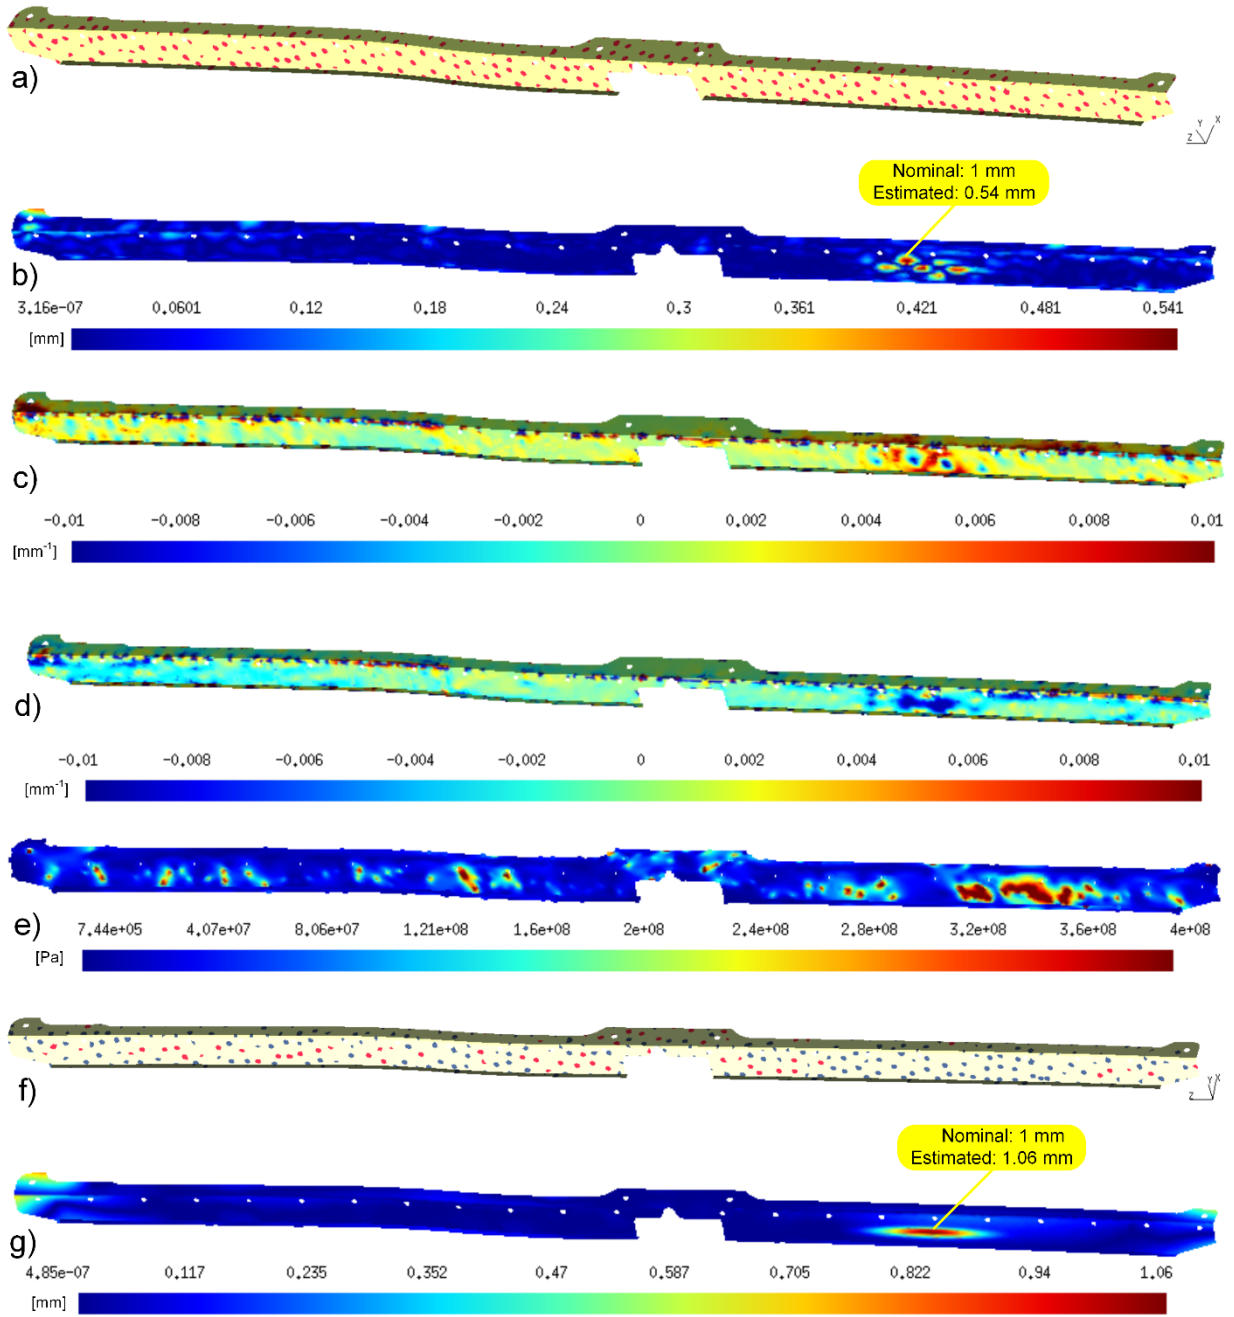 a)
Y X
Z
Nominal: 1 mm
Estimated: 0.54 mm
b)
3.16e-07 0.0601 0.12 0.18 0.24 0.3 0.361 0.421 0.481 0.541
[mm]
c)
-0.01 -0.008 -0.006 -0.004 -0.002 0 0.002 0.004 0.006 0.008 0.01
[mm-1]
d)
-0.01 -0.008 -0.006 -0.004 -0.002 0 0.002 0.004 0.006 0.008 0.01
[mm-1]
e)
7.44e+05 4.07e+07 8.06e+07 1.21e+08 1.6e+08 2e+08 2.4e+08 2.8e+08 3.2e+08 3.6e+08 4e+08
[Pa]
f)
Y X
Z
Nominal: 1 mm
Estimated: 1.06 mm
g)
4.85e-07 0.117 0.235 0.352 0.47 0.587 0.705 0.822 0.94 1.06
[mm]